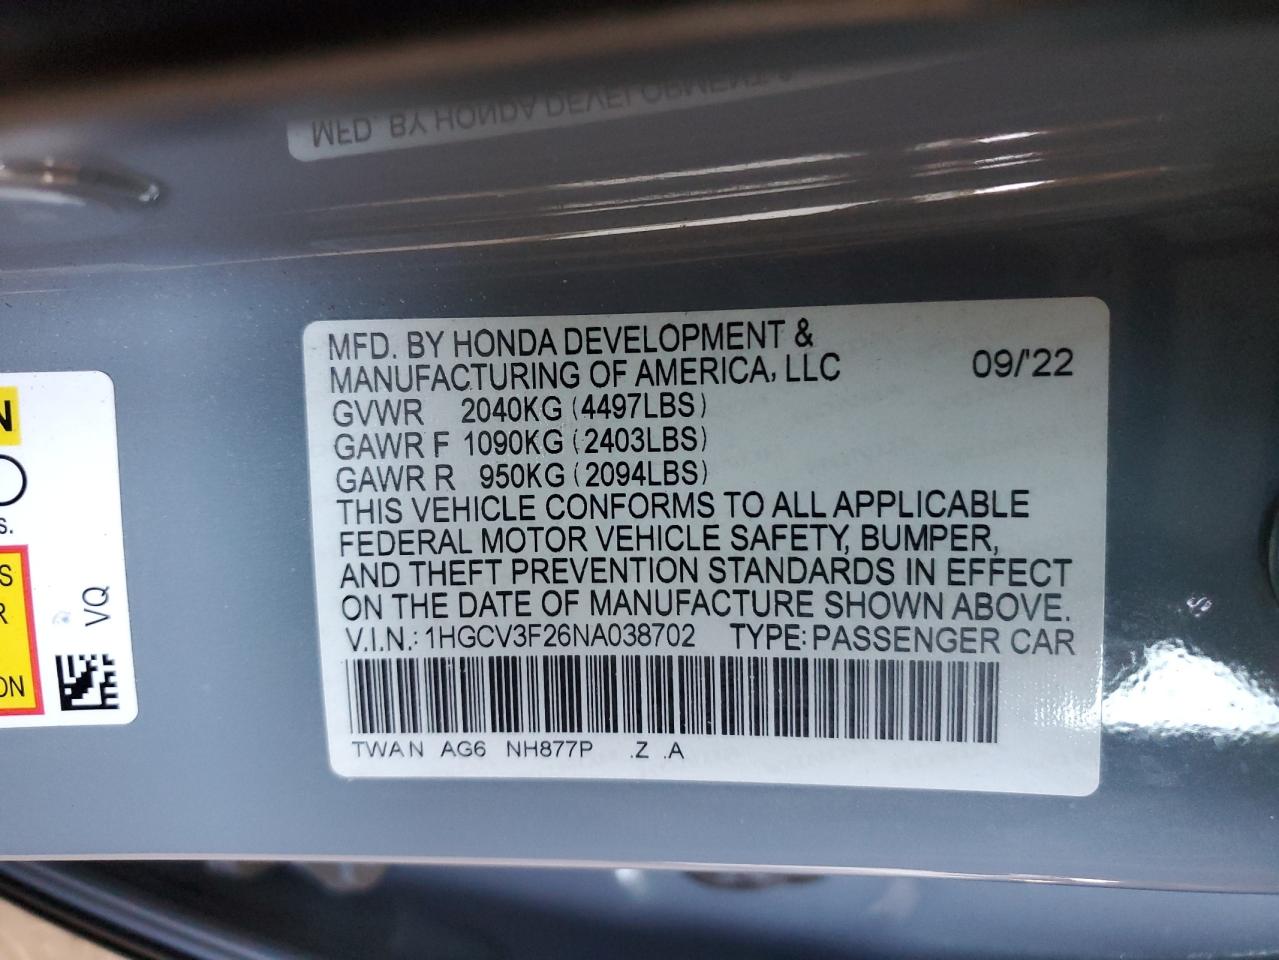 MFD. BY HONDA DEVELOPMENT &
MFD. BY HONDA DEVELOPMENT &
MANUFACTURING OF AMERICA, LLC 09/'22
GVWR 2040KG (4497LBS)
GAWR F 1090KG (2403LBS)
GAWR R 950KG (2094LBS)
THIS VEHICLE CONFORMS TO ALL APPLICABLE
FEDERAL MOTOR VEHICLE SAFETY, BUMPER,
AND THEFT PREVENTION STANDARDS IN EFFECT
ON THE DATE OF MANUFACTURE SHOWN ABOVE.
V.I.N.: 1HGCV3F26NA038702 TYPE: PASSENGER CAR
TWAN AG6 NH877P .Z .A
VQ